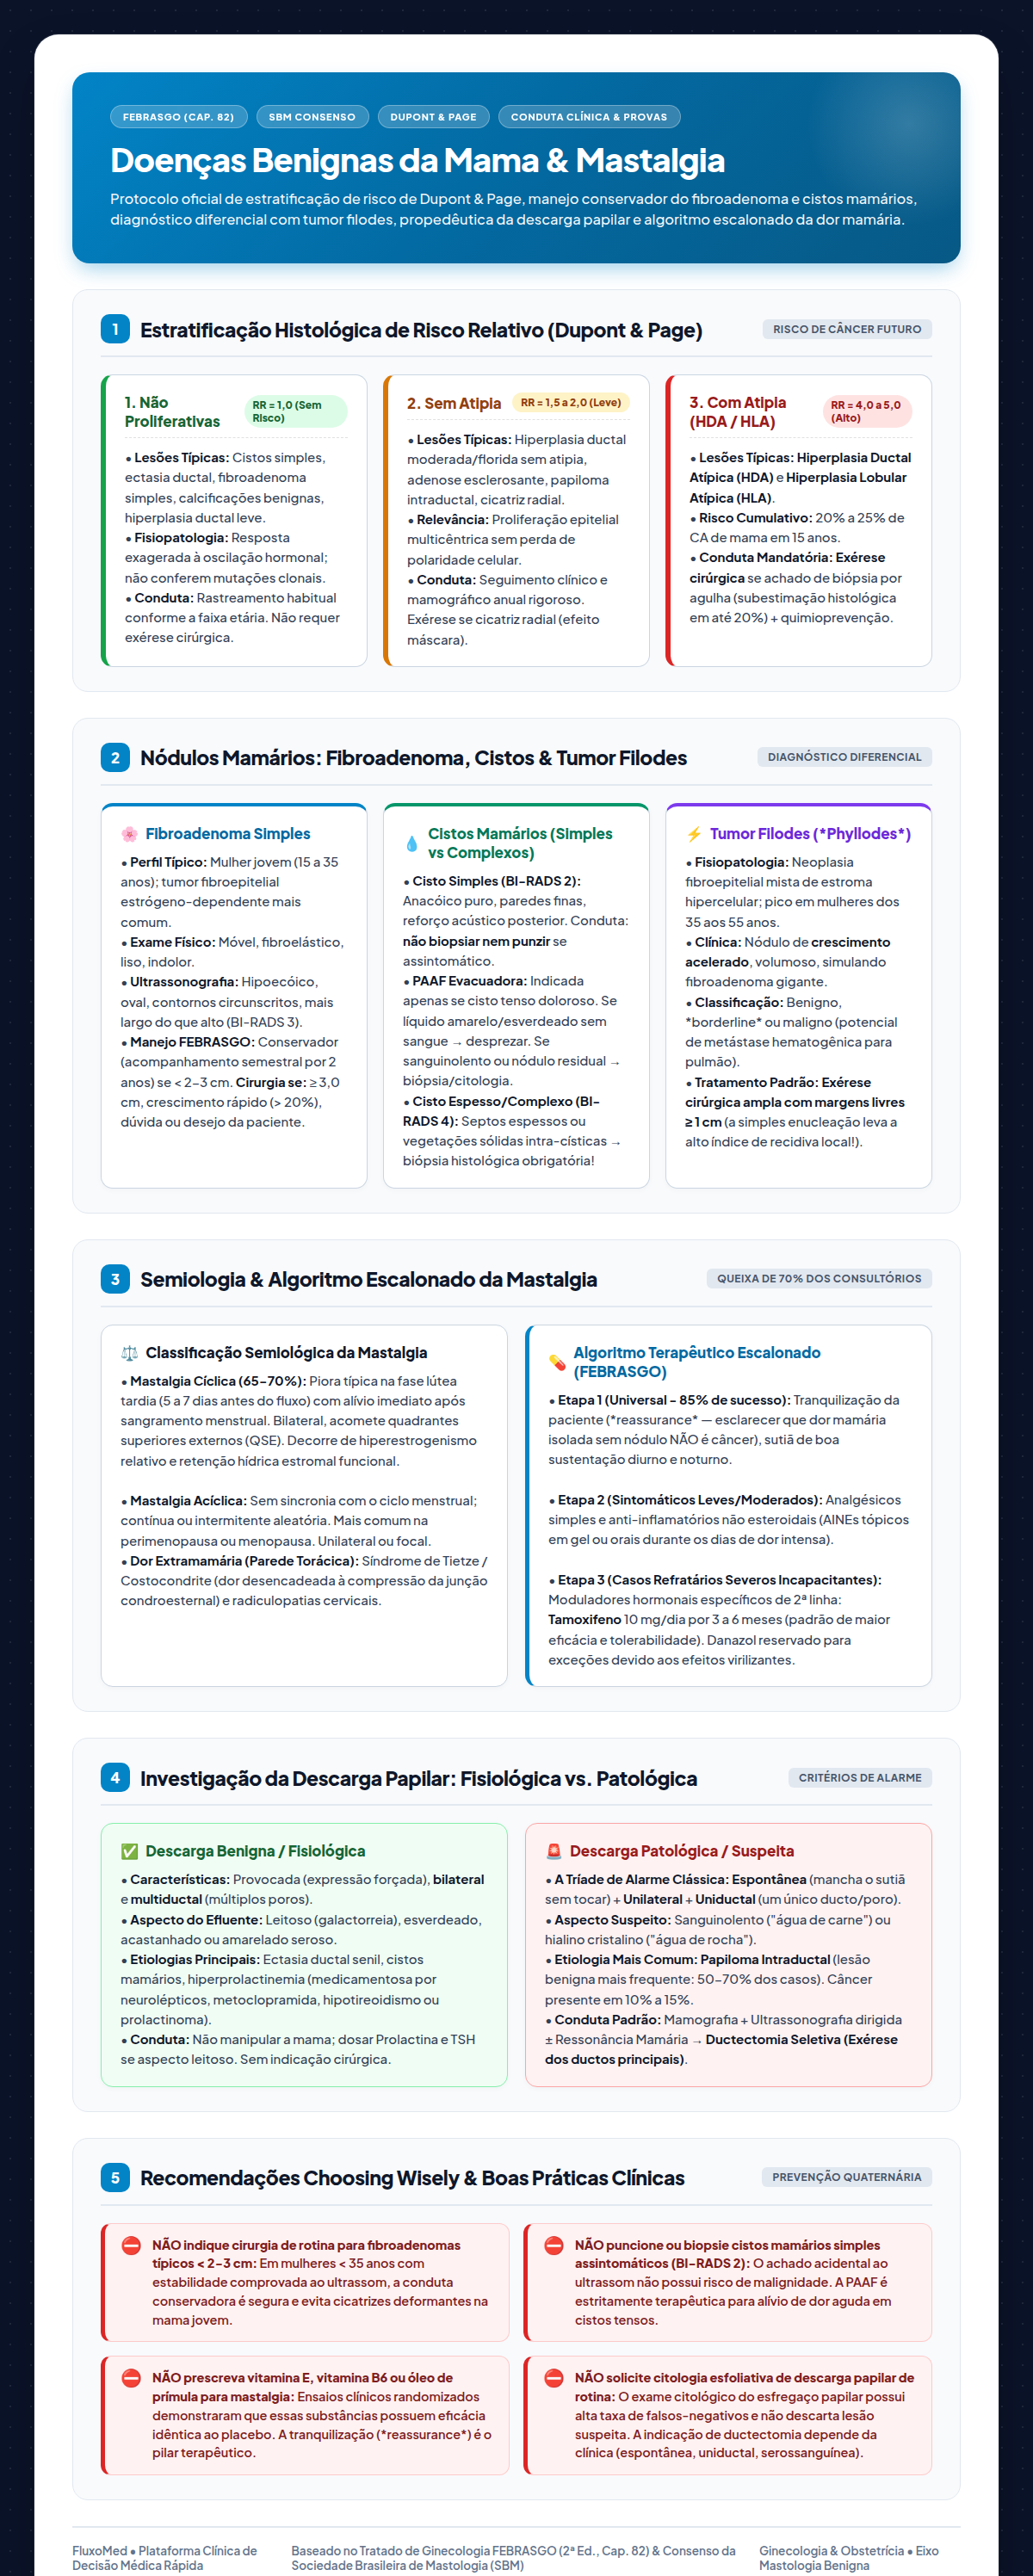 FEBRASGO (CAP. 82)
SBM CONSENSO
DUPONT & PAGE
CONDUTA CLÍNICA & PROVAS
Doenças Benignas da Mama & Mastalgia
Protocolo oficial de estratificação de risco de Dupont & Page, manejo conservador do fibroadenoma e cistos mamários,
diagnóstico diferencial com tumor filodes, propedêutica da descarga papilar e algoritmo escalonado da dor mamária.
1
Estratificação Histológica de Risco Relativo (Dupont & Page)
RISCO DE CÂNCER FUTURO
1. Não
Proliferativas
RR = 1,0 (Sem
Risco)
• Lesões Típicas: Cistos simples,
ectasia ductal, fibroadenoma
simples, calcificações benignas,
hiperplasia ductal leve.
• Fisiopatologia: Resposta
exagerada à oscilação hormonal;
não conferem mutações clonais.
• Conduta: Rastreamento habitual
conforme a faixa etária. Não requer
exérese cirúrgica.
2. Sem Atipia
RR = 1,5 a 2,0 (Leve)
• Lesões Típicas: Hiperplasia ductal
moderada/florida sem atipia,
adenose esclerosante, papiloma
intraductal, cicatriz radial.
• Relevância: Proliferação epitelial
multicêntrica sem perda de
polaridade celular.
• Conduta: Seguimento clínico e
mamográfico anual rigoroso.
Exérese se cicatriz radial (efeito
máscara).
3. Com Atipia
(HDA / HLA)
RR = 4,0 a 5,0
(Alto)
• Lesões Típicas: Hiperplasia Ductal
Atípica (HDA) e Hiperplasia Lobular
Atípica (HLA).
• Risco Cumulativo: 20% a 25% de
CA de mama em 15 anos.
• Conduta Mandatória: Exérese
cirúrgica se achado de biópsia por
agulha (subestimação histológica
em até 20%) + quimioprevenção.
2
Nódulos Mamários: Fibroadenoma, Cistos & Tumor Filodes
DIAGNÓSTICO DIFERENCIAL
🌸 Fibroadenoma Simples
• Perfil Típico: Mulher jovem (15 a 35
anos); tumor fibroepitelial
estrógeno-dependente mais
comum.
• Exame Físico: Móvel, fibroelástico,
liso, indolor.
• Ultrassonografia: Hipoecóico,
oval, contornos circunscritos, mais
largo do que alto (BI-RADS 3).
• Manejo FEBRASGO: Conservador
(acompanhamento semestral por 2
anos) se < 2-3 cm. Cirurgia se: ≥ 3,0
cm, crescimento rápido (> 20%),
dúvida ou desejo da paciente.
💧 Cistos Mamários (Simples
vs Complexos)
• Cisto Simples (BI-RADS 2):
Anacóico puro, paredes finas,
reforço acústico posterior. Conduta:
não biopsiar nem punzir se
assintomático.
• PAAF Evacuadora: Indicada
apenas se cisto tenso doloroso. Se
líquido amarelo/esverdeado sem
sangue → desprezar. Se
sanguinolento ou nódulo residual →
biópsia/citologia.
• Cisto Espesso/Complexo (BI-
RADS 4): Septos espessos ou
vegetações sólidas intra-císticas →
biópsia histológica obrigatória!
⚡ Tumor Filodes (*Phyllodes*)
• Fisiopatologia: Neoplasia
fibroepitelial mista de estroma
hipercelular; pico em mulheres dos
35 aos 55 anos.
• Clínica: Nódulo de crescimento
acelerado, volumoso, simulando
fibroadenoma gigante.
• Classificação: Benigno,
*borderline* ou maligno (potencial
de metástase hematogênica para
pulmão).
• Tratamento Padrão: Exérese
cirúrgica ampla com margens livres
≥ 1 cm (a simples enucleação leva a
alto índice de recidiva local!).
3
Semiologia & Algoritmo Escalonado da Mastalgia
QUEIXA DE 70% DOS CONSULTÓRIOS
⚖️ Classificação Semiológica da Mastalgia
• Mastalgia Cíclica (65-70%): Piora típica na fase lútea
tardia (5 a 7 dias antes do fluxo) com alívio imediato após
sangramento menstrual. Bilateral, acomete quadrantes
superiores externos (QSE). Decorre de hiperestrogenismo
relativo e retenção hídrica estromal funcional.
• Mastalgia Acíclica: Sem sincronia com o ciclo menstrual;
contínua ou intermitente aleatória. Mais comum na
perimenopausa ou menopausa. Unilateral ou focal.
• Dor Extramamária (Parede Torácica): Síndrome de Tietze /
Costocondrite (dor desencadeada à compressão da junção
condroesternal) e radiculopatias cervicais.
💊 Algoritmo Terapêutico Escalonado
(FEBRASGO)
• Etapa 1 (Universal - 85% de sucesso): Tranquilização da
paciente (*reassurance* — esclarecer que dor mamária
isolada sem nódulo NÃO é câncer), sutiã de boa
sustentação diurno e noturno.
• Etapa 2 (Sintomáticos Leves/Moderados): Analgésicos
simples e anti-inflamatórios não esteroidais (AINEs tópicos
em gel ou orais durante os dias de dor intensa).
• Etapa 3 (Casos Refratários Severos Incapacitantes):
Moduladores hormonais específicos de 2ª linha:
Tamoxifeno 10 mg/dia por 3 a 6 meses (padrão de maior
eficácia e tolerabilidade). Danazol reservado para
exceções devido aos efeitos virilizantes.
4
Investigação da Descarga Papilar: Fisiológica vs. Patológica
CRITÉRIOS DE ALARME
✅ Descarga Benigna / Fisiológica
• Características: Provocada (expressão forçada), bilateral
e multiductal (múltiplos poros).
• Aspecto do Efluente: Leitoso (galactorreia), esverdeado,
acastanhado ou amarelado seroso.
• Etiologias Principais: Ectasia ductal senil, cistos
mamários, hiperprolactinemia (medicamentosa por
neurolépticos, metoclopramida, hipotireoidismo ou
prolactinoma).
• Conduta: Não manipular a mama; dosar Prolactina e TSH
se aspecto leitoso. Sem indicação cirúrgica.
🚨 Descarga Patológica / Suspeita
• A Tríade de Alarme Clássica: Espontânea (mancha o sutiã
sem tocar) + Unilateral + Uniductal (um único ducto/poro).
• Aspecto Suspeito: Sanguinolento ("água de carne") ou
hialino cristalino ("água de rocha").
• Etiologia Mais Comum: Papiloma Intraductal (lesão
benigna mais frequente: 50-70% dos casos). Câncer
presente em 10% a 15%.
• Conduta Padrão: Mamografia + Ultrassonografia dirigida
± Ressonância Mamária → Ductectomia Seletiva (Exérese
dos ductos principais).
5
Recomendações Choosing Wisely & Boas Práticas Clínicas
PREVENÇÃO QUATERNÁRIA
⛔ NÃO indique cirurgia de rotina para fibroadenomas
típicos < 2-3 cm: Em mulheres < 35 anos com
estabilidade comprovada ao ultrassom, a conduta
conservadora é segura e evita cicatrizes deformantes na
mama jovem.
⛔ NÃO puncione ou biopsie cistos mamários simples
assintomáticos (BI-RADS 2): O achado acidental ao
ultrassom não possui risco de malignidade. A PAAF é
estritamente terapêutica para alívio de dor aguda em
cistos tensos.
⛔ NÃO prescreva vitamina E, vitamina B6 ou óleo de
prímula para mastalgia: Ensaios clínicos randomizados
demonstraram que essas substâncias possuem eficácia
idêntica ao placebo. A tranquilização (*reassurance*) é o
pilar terapêutico.
⛔ NÃO solicite citologia esfoliativa de descarga papilar de
rotina: O exame citológico do esfregaço papilar possui
alta taxa de falsos-negativos e não descarta lesão
suspeita. A indicação de ductectomia depende da
clínica (espontânea, uniductal, serossanguínea).
FluxoMed • Plataforma Clínica de
Decisão Médica Rápida
Baseado no Tratado de Ginecologia FEBRASGO (2ª Ed., Cap. 82) & Consenso da
Sociedade Brasileira de Mastologia (SBM)
Ginecologia & Obstetrícia • Eixo
Mastologia Benigna